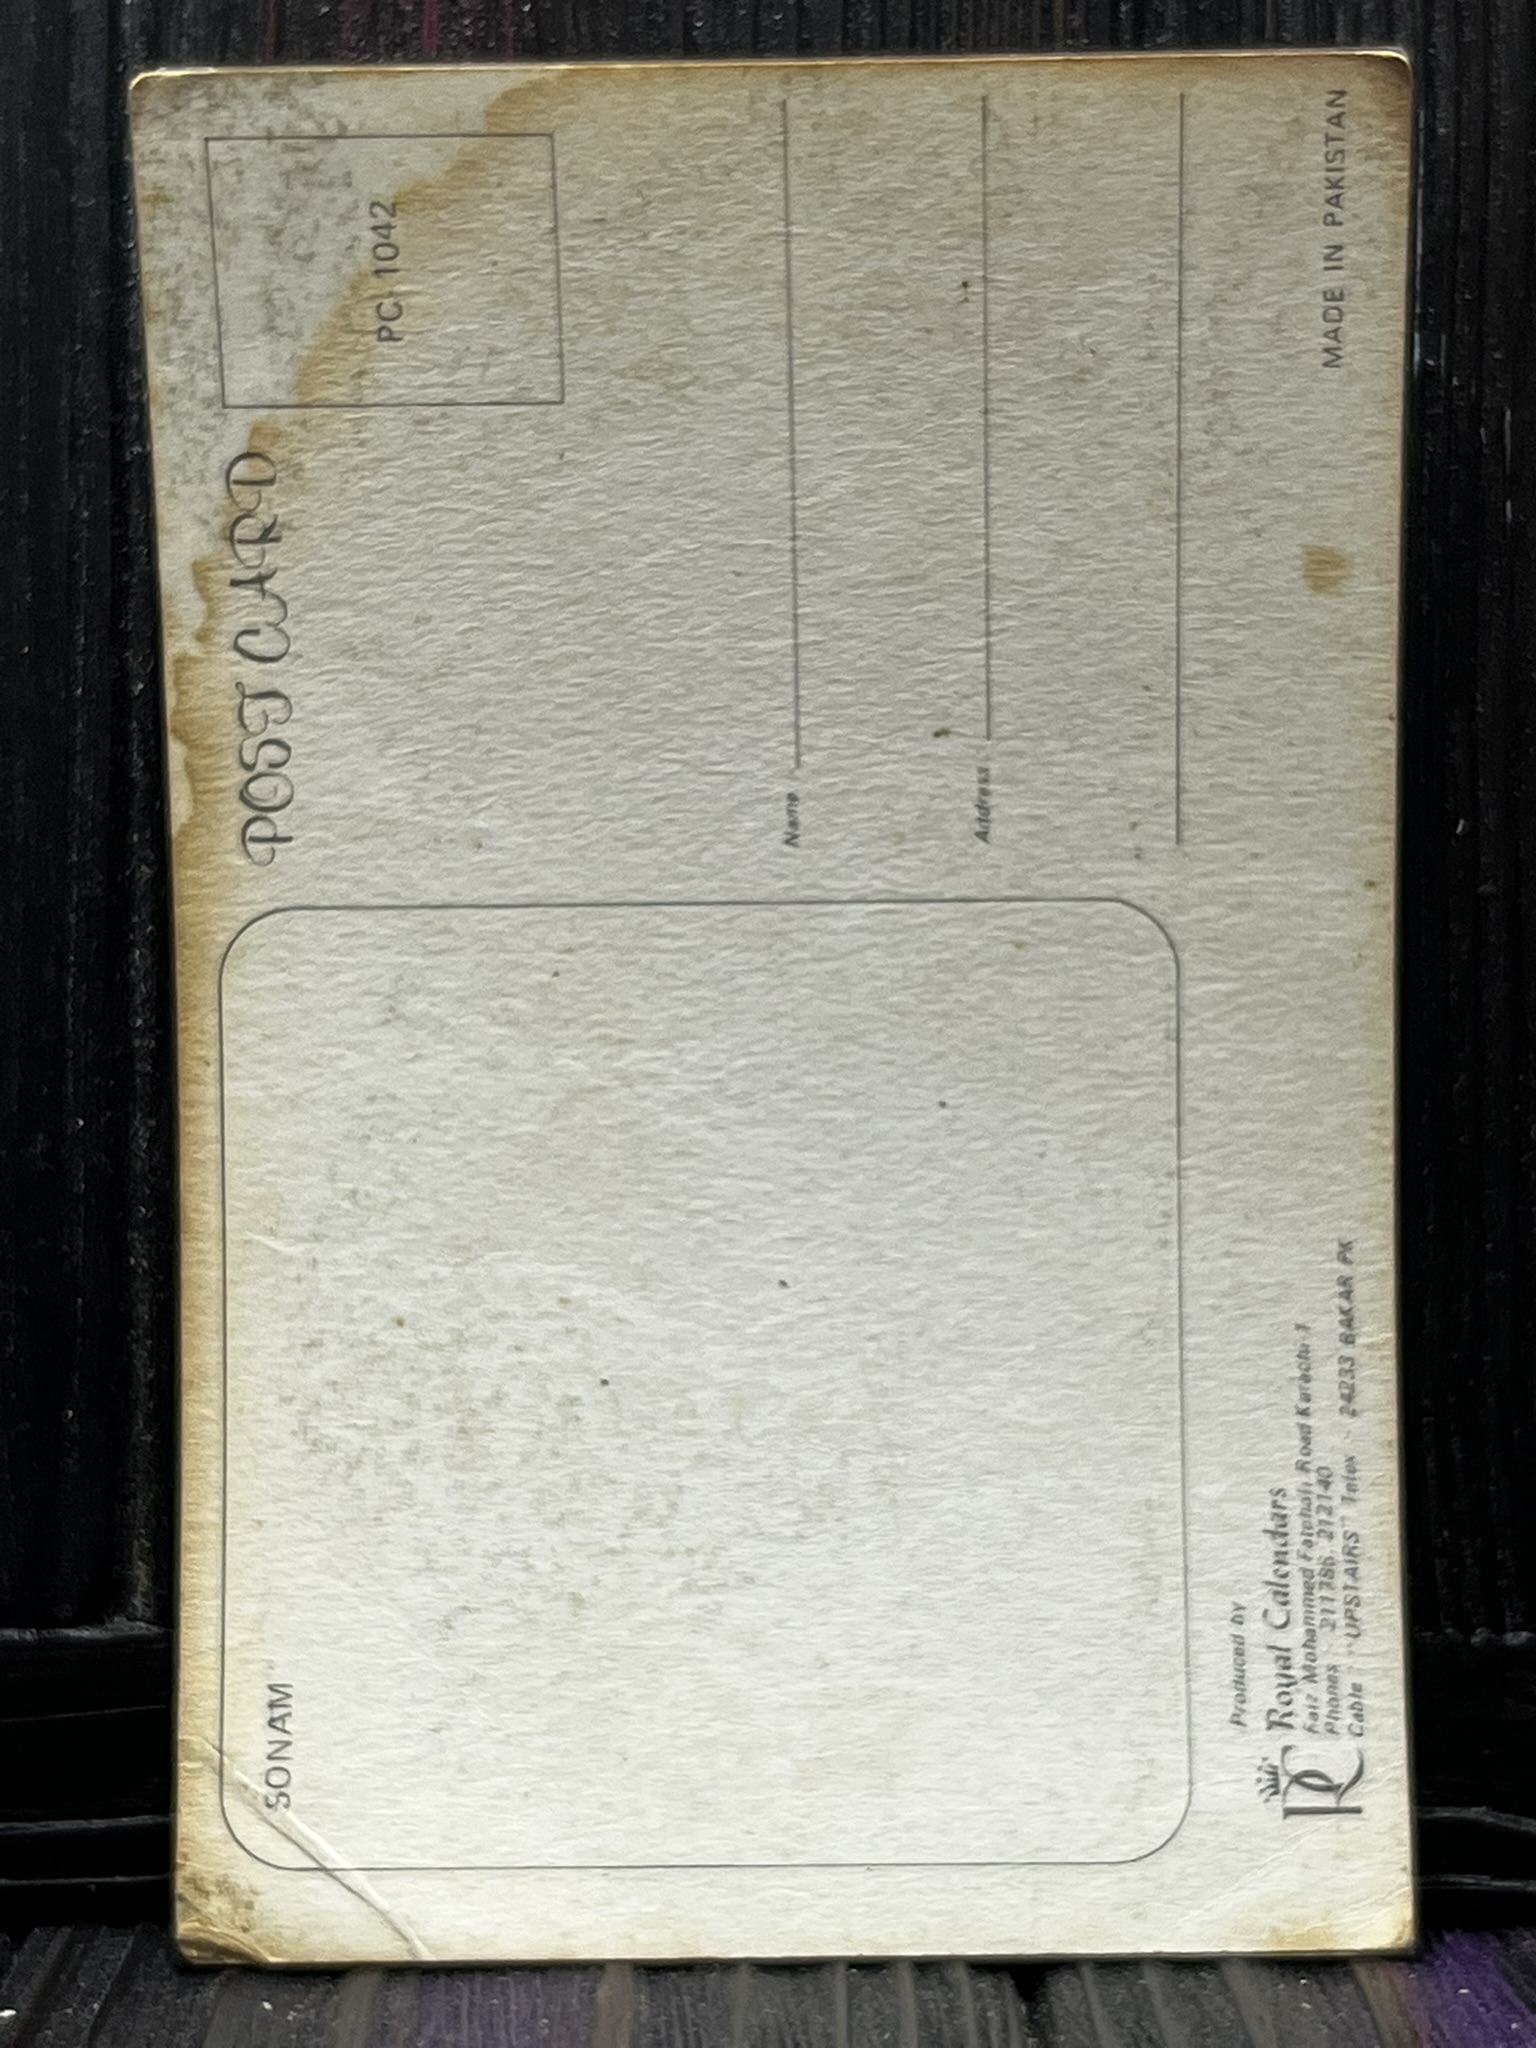 SONAM
POST CARD
PC. 1042
Name
Address
Produced by
Royal Calendars
Faiz Mohammed Fatehali Road Karachi-1
Phones : 211786, 212140
Cable : "UPSTAIRS" Telex : 24233 BAKAR PK
MADE IN PAKISTAN
RC